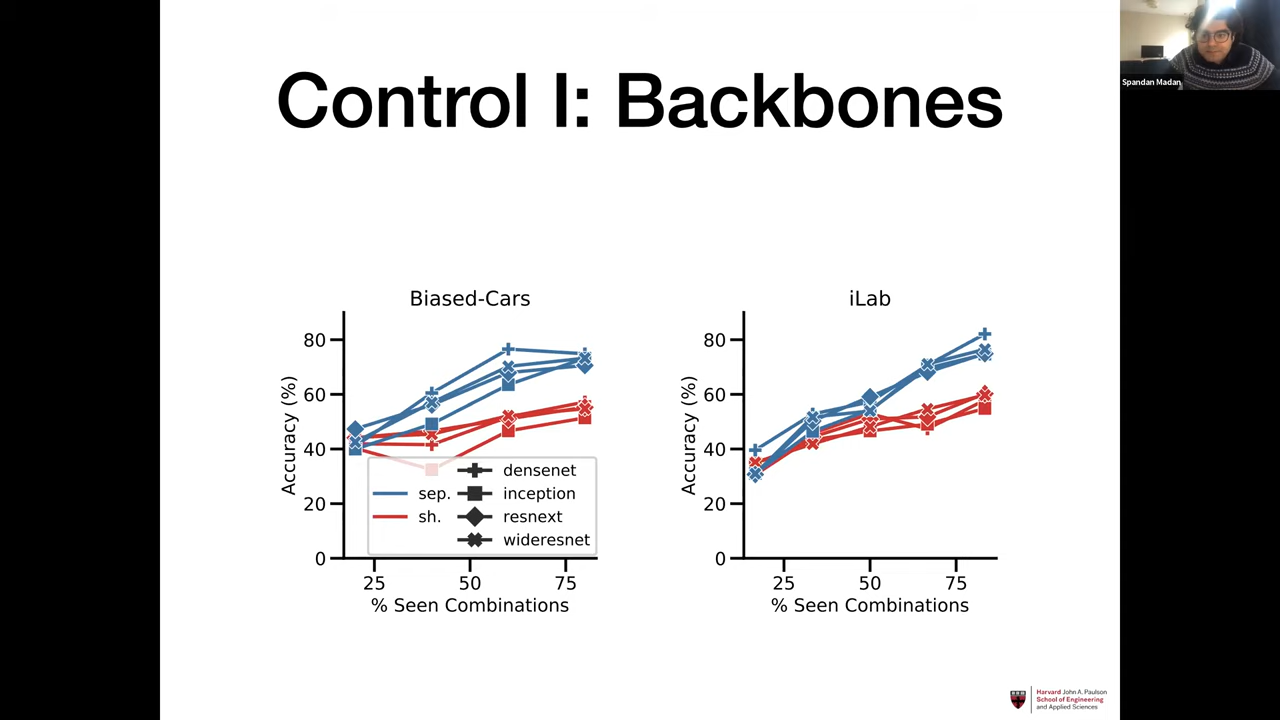 Spandan Madan
Control I: Backbones
Biased-Cars
80
60
40
20
0
Accuracy (%)
25 50 75
% Seen Combinations
sep.
sh.
densenet
inception
resnext
wideresnet
iLab
80
60
40
20
0
Accuracy (%)
25 50 75
% Seen Combinations
Harvard John A. Paulson
School of Engineering
and Applied Sciences